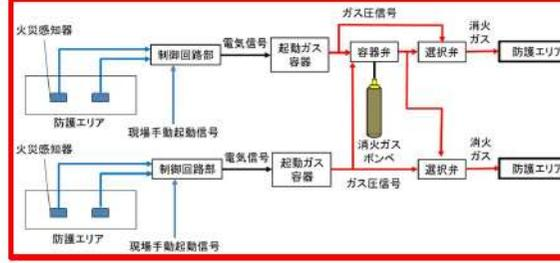 ガス圧信号
火災感知器
制御回路部
電気信号
起動ガス
容器
容器弁
選択弁
消火
ガス
防護エリア
防護エリア
現場手動起動信号
消火ガス
ボンベ
火災感知器
制御回路部
電気信号
起動ガス
容器
ガス圧信号
選択弁
消火
ガス
防護エリア
防護エリア
現場手動起動信号